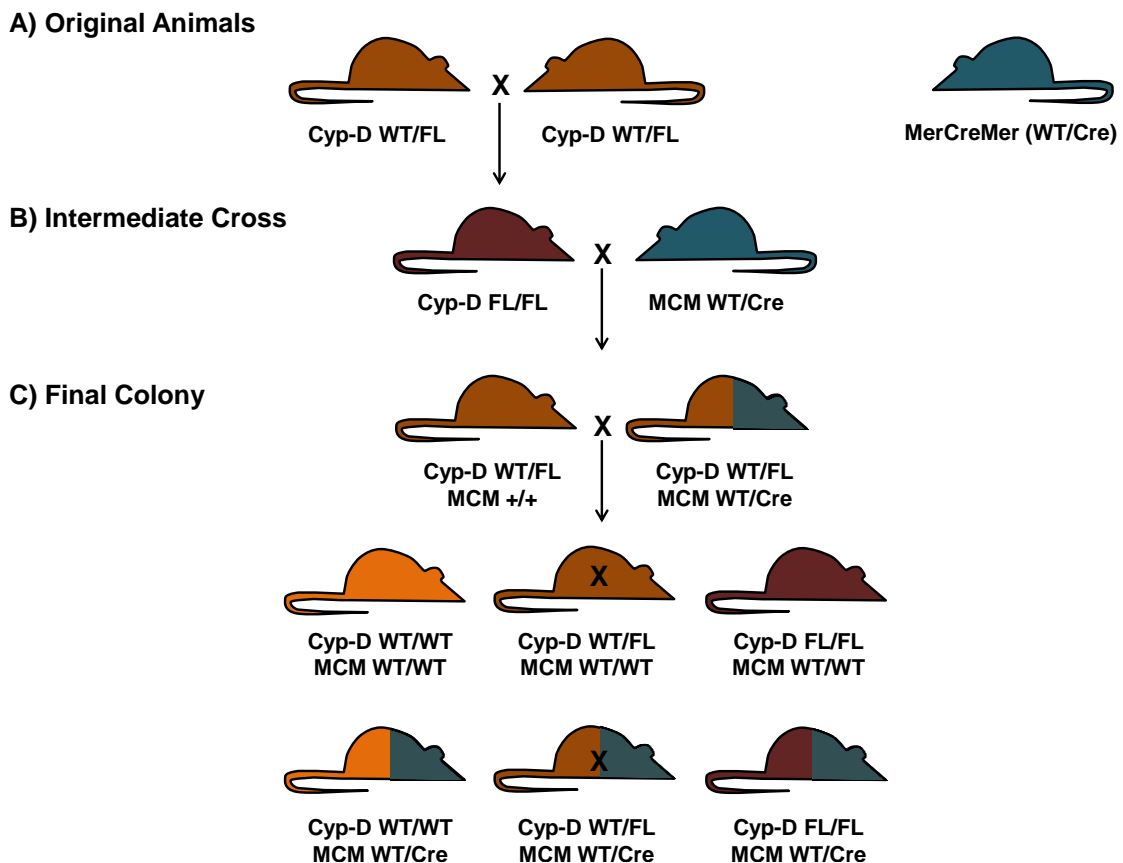 A) Original Animals
X
Cyp-D WT/FL
Cyp-D WT/FL
MerCreMer (WT/Cre)
B) Intermediate Cross
X
Cyp-D FL/FL
MCM WT/Cre
C) Final Colony
X
Cyp-D WT/FL
MCM +/+
Cyp-D WT/FL
MCM WT/Cre
X
Cyp-D WT/WT
MCM WT/WT
Cyp-D WT/FL
MCM WT/WT
Cyp-D FL/FL
MCM WT/WT
X
Cyp-D WT/WT
MCM WT/Cre
Cyp-D WT/FL
MCM WT/Cre
Cyp-D FL/FL
MCM WT/Cre